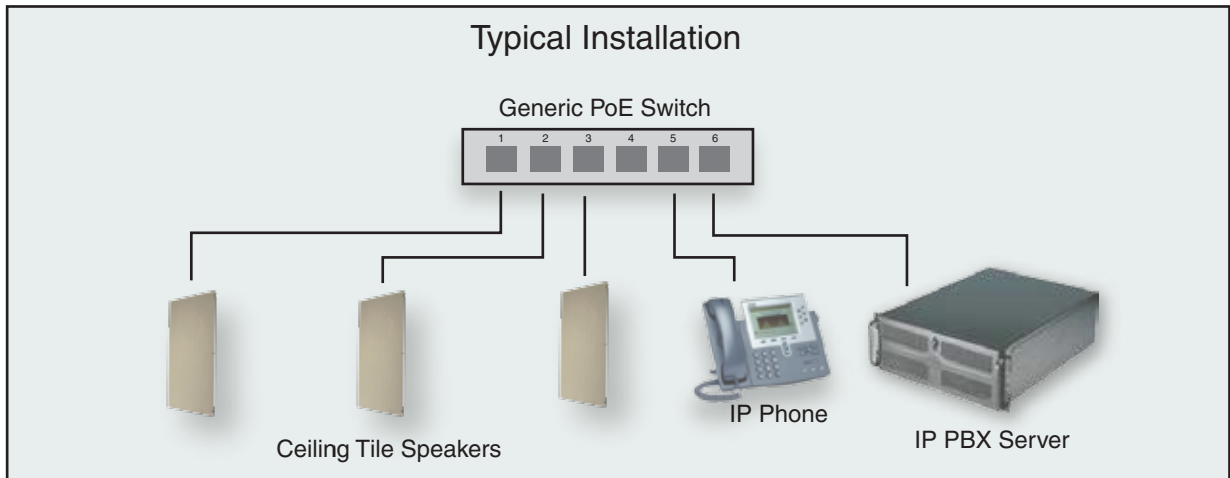 Typical Installation
Generic PoE Switch
1 2 3 4 5 6
IP Phone
Ceiling Tile Speakers
IP PBX Server